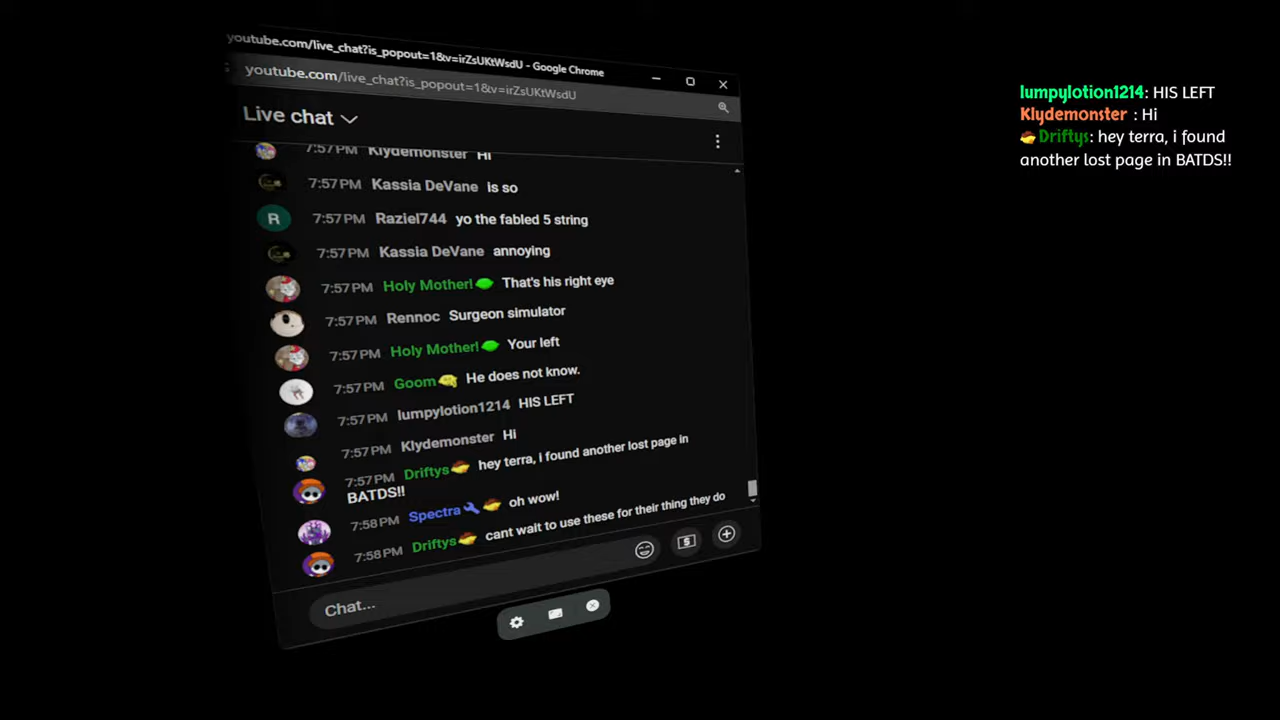 youtube.com/live_chat?is_popout=1&v=irZsUKtWsdU - Google Chrome
youtube.com/live_chat?is_popout=1&v=irZsUKtWsdU
Live chat
7:57 PM Klydemonster Hi
7:57 PM Kassia DeVane is so
R 7:57 PM Raziel744 yo the fabled 5 string
7:57 PM Kassia DeVane annoying
7:57 PM Holy Mother! That's his right eye
7:57 PM Rennoc Surgeon simulator
7:57 PM Holy Mother! Your left
7:57 PM Goom He does not know.
7:57 PM lumpylotion1214 HIS LEFT
7:57 PM Klydemonster Hi
7:57 PM Driftys hey terra, i found another lost page in
BATDS!!
7:58 PM Spectra oh wow!
7:58 PM Driftys cant wait to use these for their thing they do
Chat...
lumpylotion1214: HIS LEFT
Klydemonster : Hi
Driftys: hey terra, i found
another lost page in BATDS!!